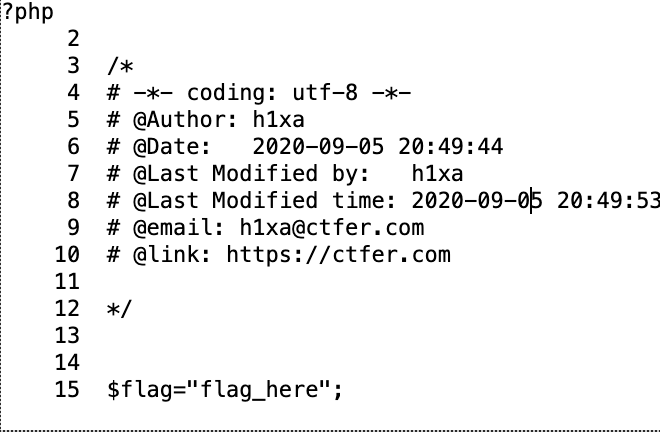 ?php
2
3 /*
4 # -*- coding: utf-8 -*-
5 # @Author: h1xa
6 # @Date:   2020-09-05 20:49:44
7 # @Last Modified by:   h1xa
8 # @Last Modified time: 2020-09-05 20:49:53
9 # @email: h1xa@ctfer.com
10 # @link: https://ctfer.com
11
12 */
13
14
15 $flag="flag_here";